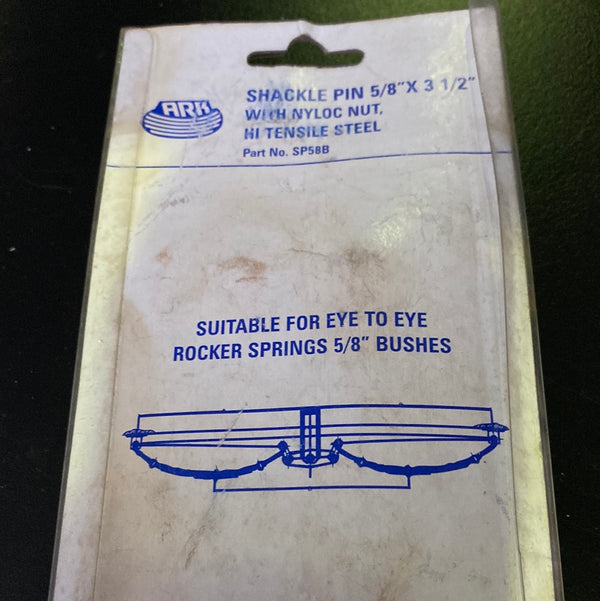 ARK
SHACKLE PIN 5/8" X 3 1/2"
WITH NYLOC NUT,
HI TENSILE STEEL
Part No. SP58B
SUITABLE FOR EYE TO EYE
ROCKER SPRINGS 5/8" BUSHES